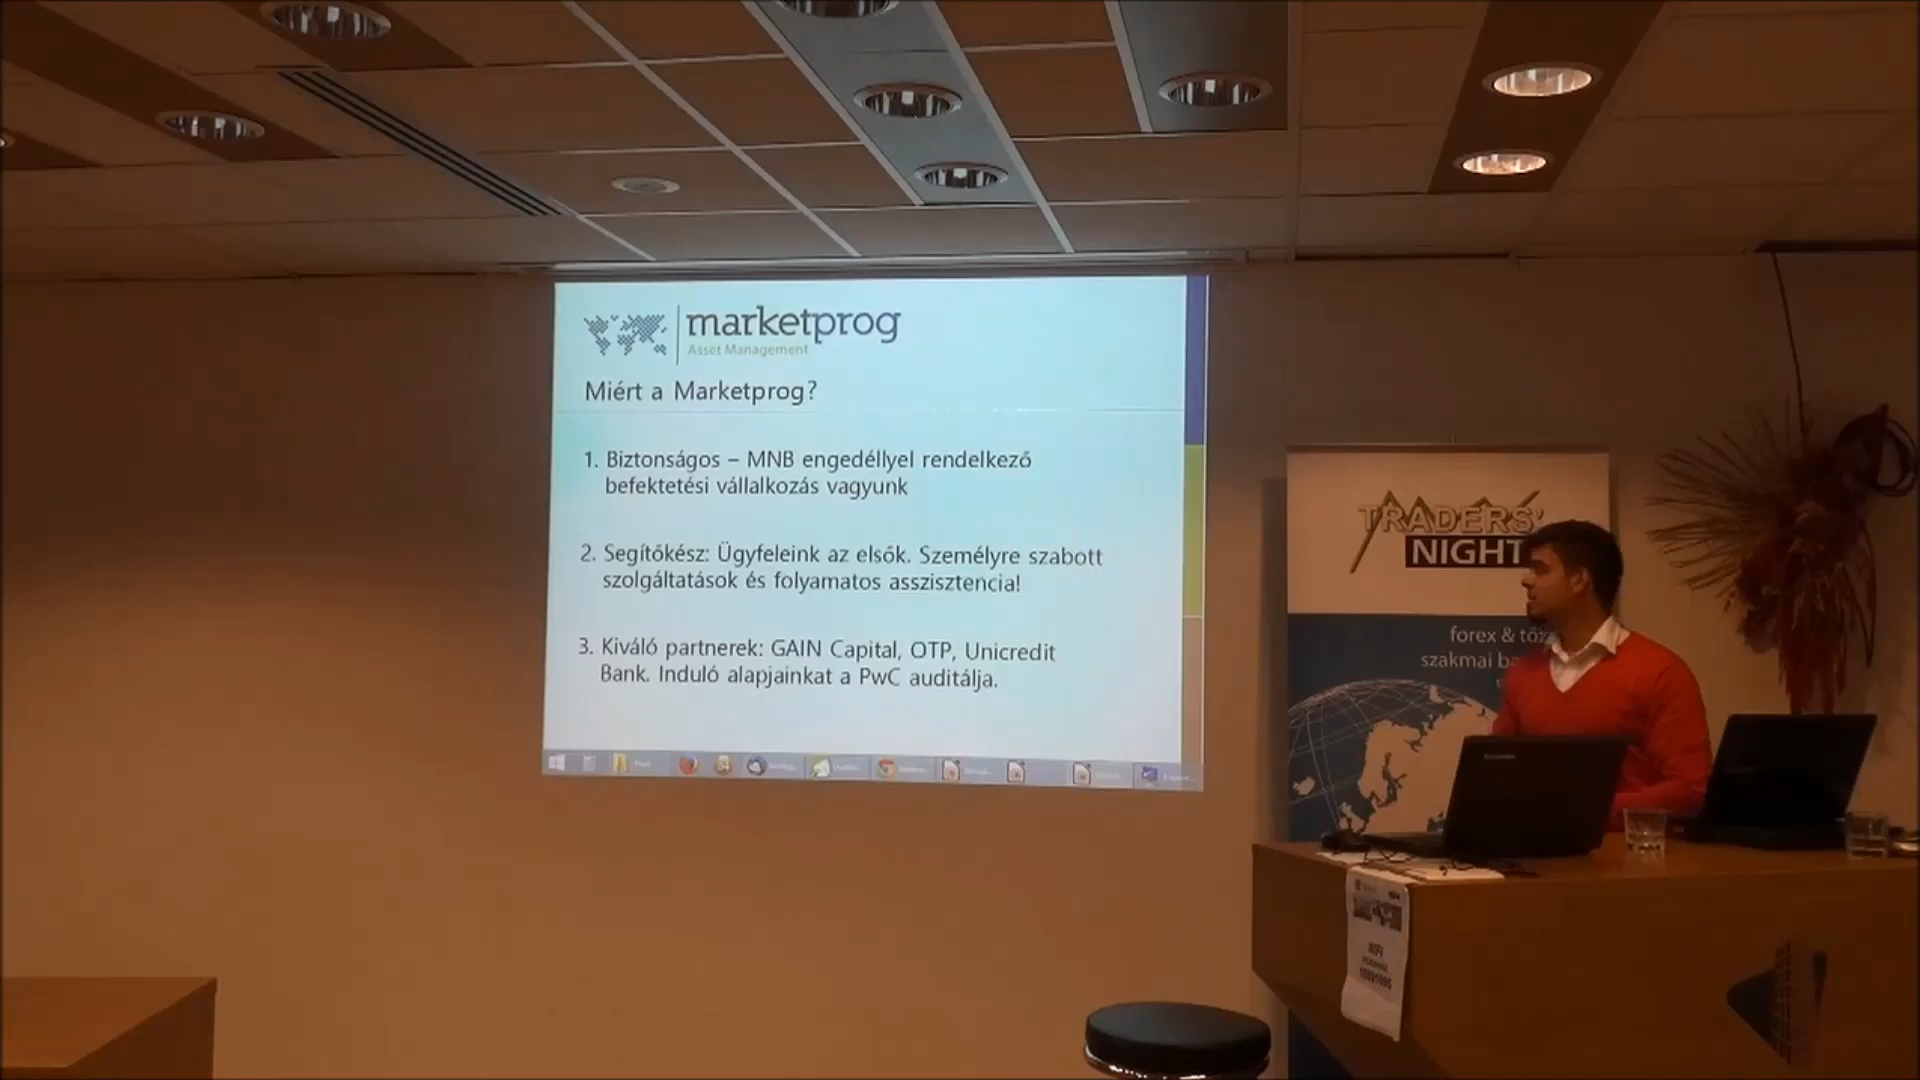 marketprog
Asset Management
Miért a Marketprog?
1. Biztonságos – MNB engedéllyel rendelkező
befektetési vállalkozás vagyunk
2. Segítőkész: Ügyfeleink az elsők. Személyre szabott
szolgáltatások és folyamatos asszisztencia!
3. Kiváló partnerek: GAIN Capital, OTP, Unicredit
Bank. Induló alapjainkat a PwC auditálja.
TRADERS'
NIGHT
forex &
szakmai